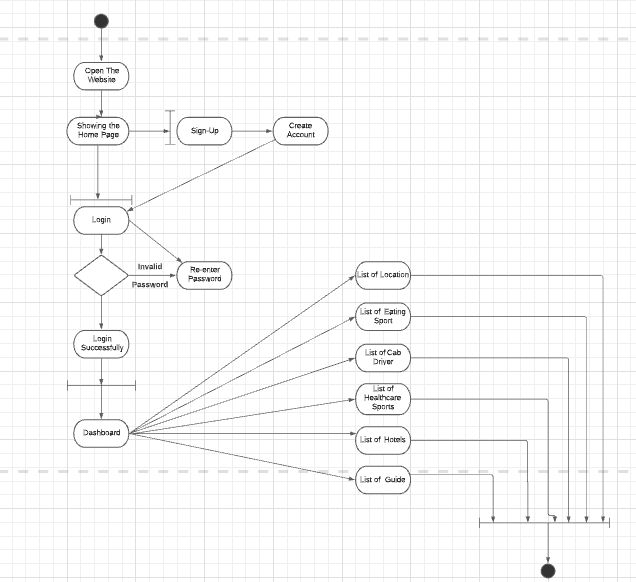 Open The
Website
Showing the
Home Page
Sign-Up
Create
Account
Login
Invalid
Password
Re-enter
Password
List of Location
List of Eating
Sport
Login
Successfully
List of Cab
Driver
List of
Healthcare
Sports
Dashboard
List of Hotels
List of Guide